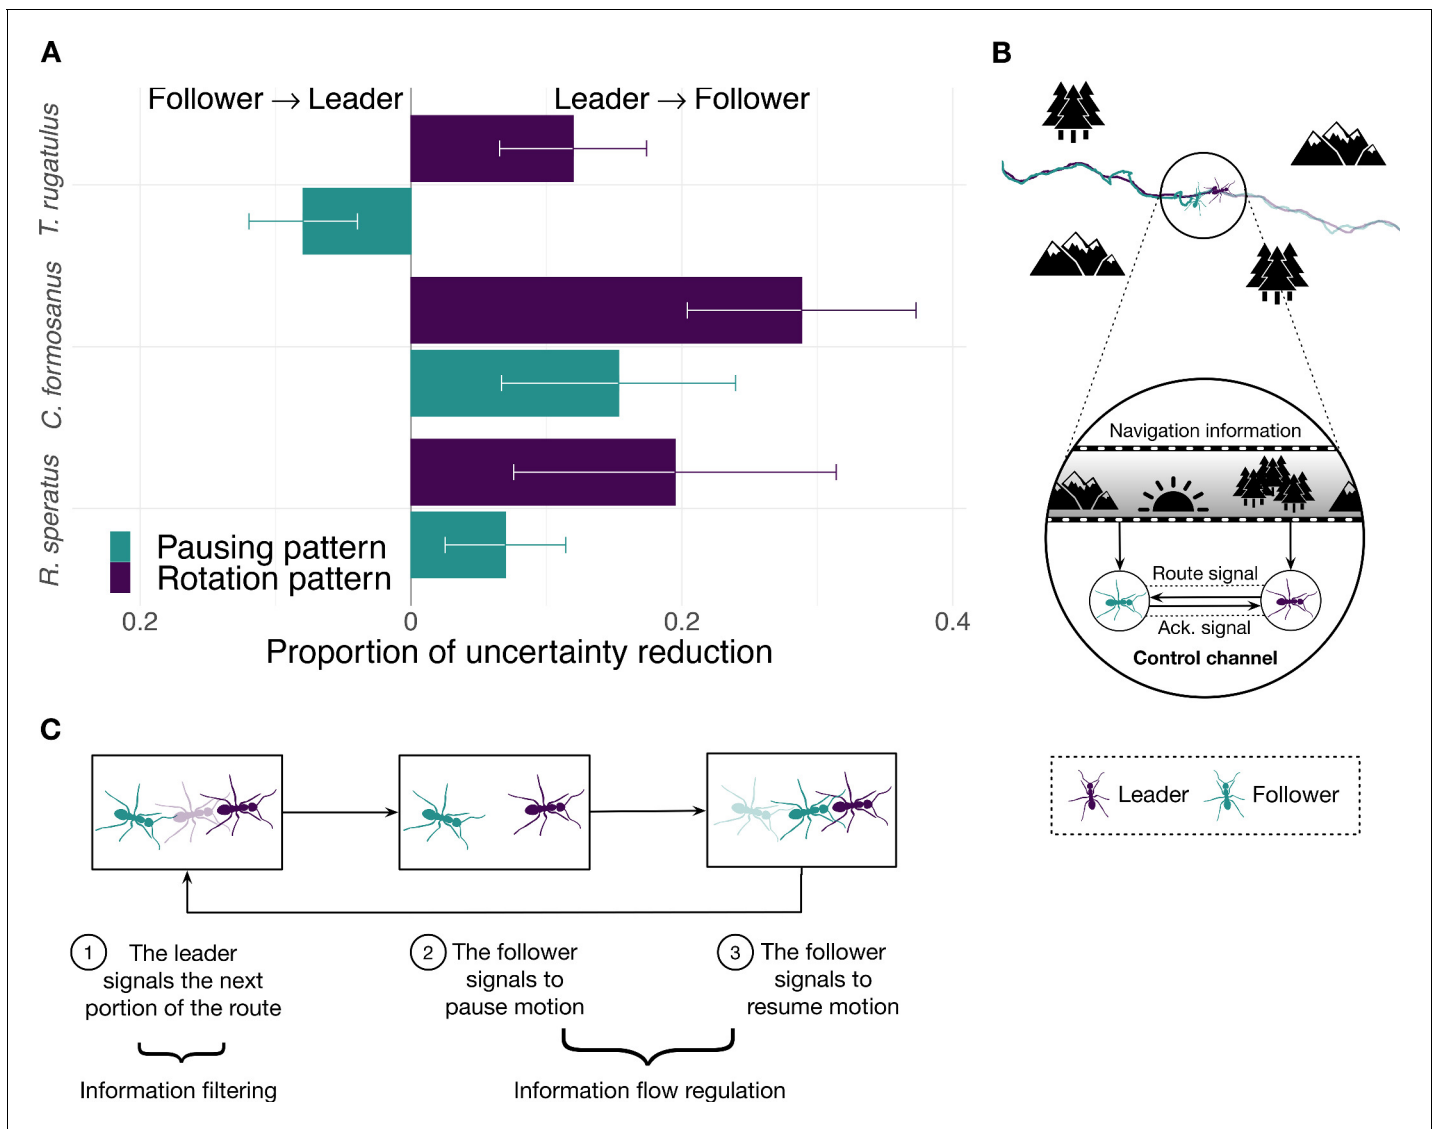 A
Follower → Leader
Leader → Follower
T. rugatulus
C. formosanus
R. speratus
Pausing pattern
Rotation pattern
0.2
0
0.2
0.4
Proportion of uncertainty reduction
B
Navigation information
Route signal
Ack. signal
Control channel
Leader
Follower
C
1
The leader
signals the next
portion of the route
2
The follower
signals to
pause motion
3
The follower
signals to
resume motion
Information filtering
Information flow regulation